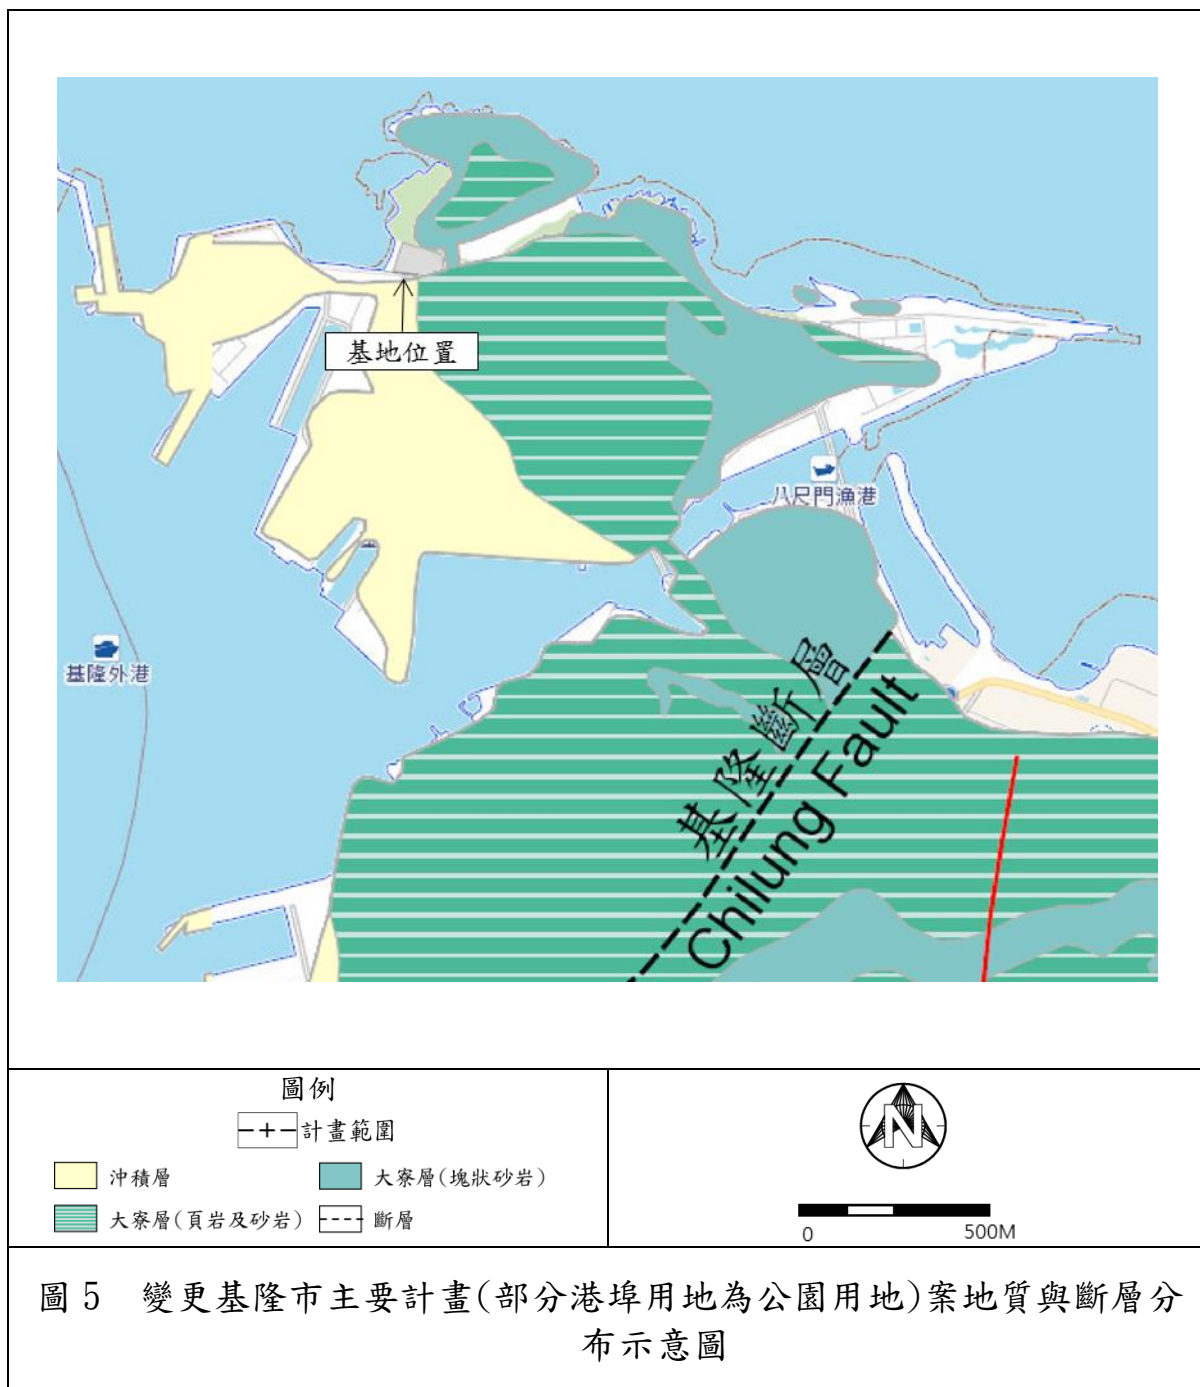 基地位置
八尺門漁港
基隆外港
基隆斷層
Chilung Fault
圖例
計畫範圍
沖積層
大寮層(塊狀砂岩)
大寮層(頁岩及砂岩)
斷層
N
0
500M
圖 5 變更基隆市主要計畫(部分港埠用地為公園用地)案地質與斷層分
布示意圖